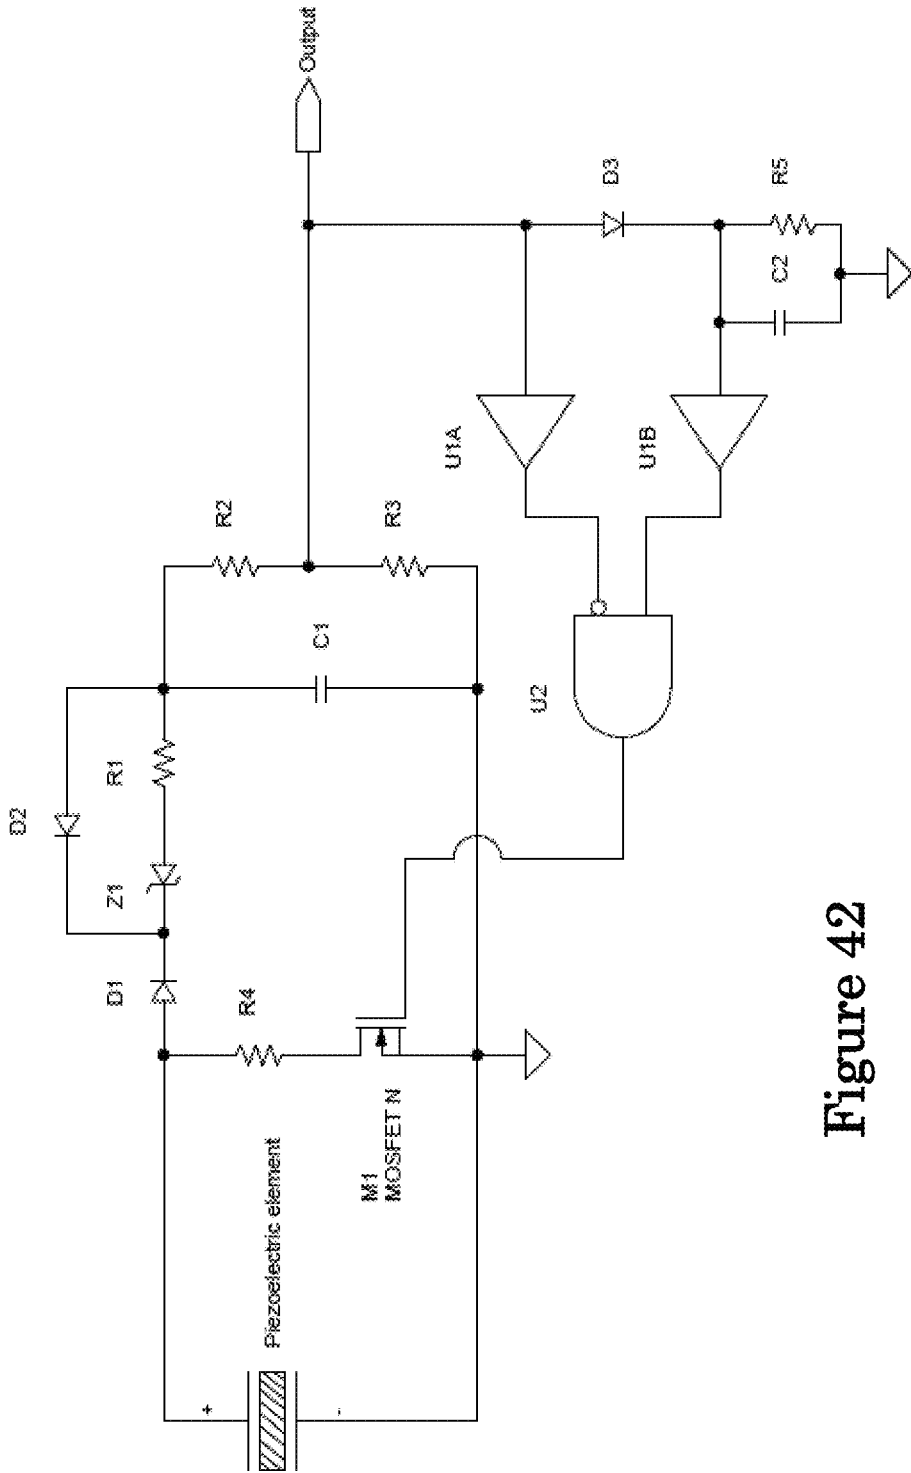 Output
D3
R5
C2
U1A
U1B
R2
R3
C1
U2
D2
R1
Z1
D1
R4
M1
MOSFET N
Piezoelectric element
+
-
Figure 42